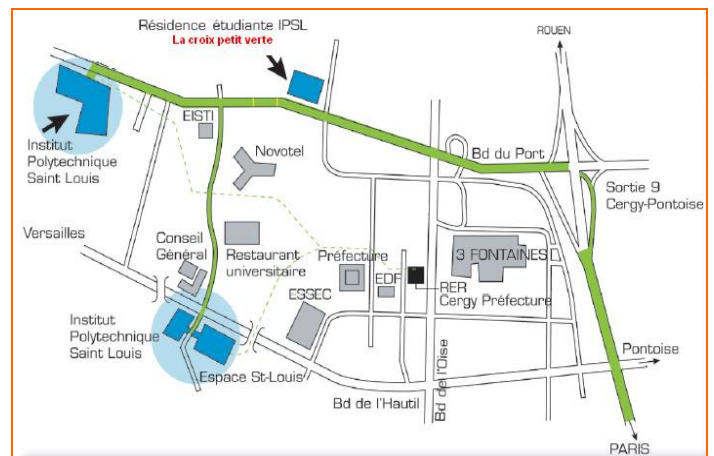 Résidence étudiante IPSL
La croix petit verte
ROUEN
EISTI
Novotel
Bd du Port
Institut
Polytechnique
Saint Louis
Sortie 9
Cergy-Pontoise
Versailles
Conseil
Général
Restaurant
universitaire
Préfecture
EDF
3 FONTAINES
RER
Cergy Préfecture
ESSEC
Institut
Polytechnique
Saint Louis
Espace St-Louis
Bd de l'Hautil
Bd de l'Oise
Pontoise
PARIS